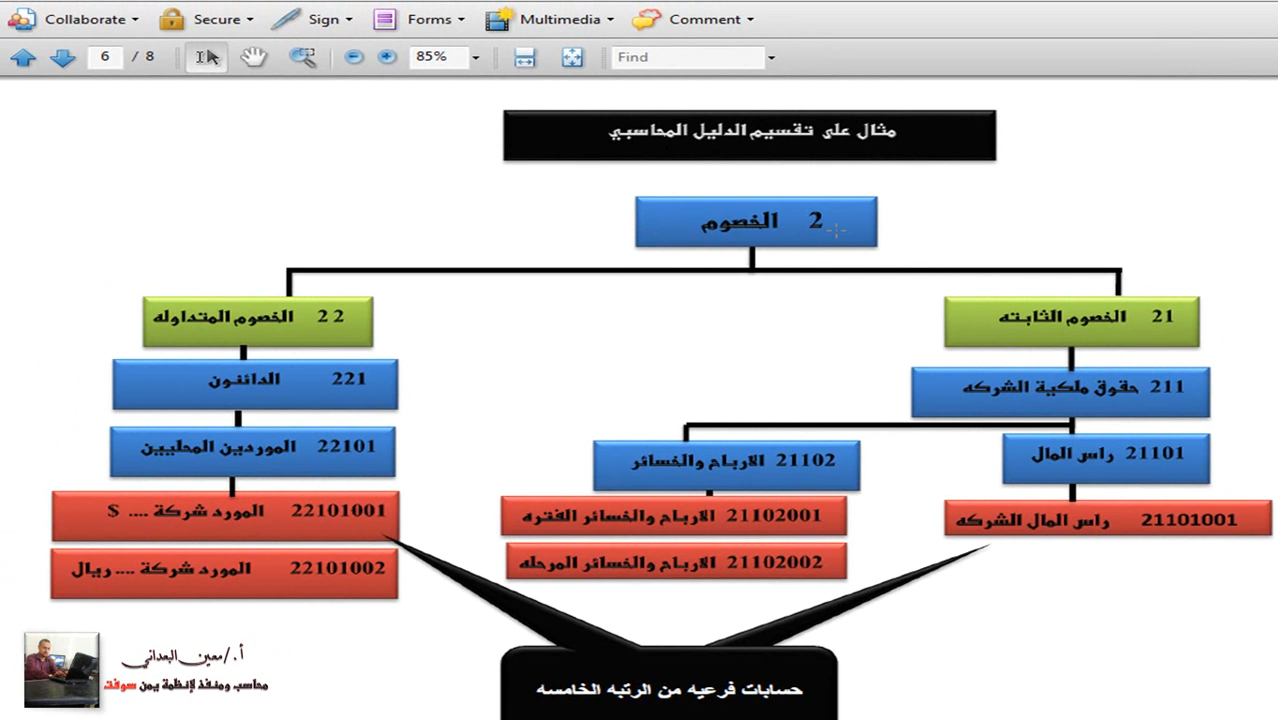 Collaborate Secure Sign Forms Multimedia Comment
6 / 8 85% Find
مثال على تقسيم الدليل المحاسبي
2 الخصوم
21 الخصوم الثابته
22 الخصوم المتداوله
211 حقوق ملكية الشركه
221 الدائنون
21101 راس المال
21102 الارباح والخسائر
22101 الموردين المحليين
21101001 راس المال الشركه
21102001 الارباح والخسائر الفتره
22101001 المورد شركة .... $
21102002 الارباح والخسائر المرحله
22101002 المورد شركة .... ريال
حسابات فرعيه من الرتبه الخامسه
أ./معين البعداني
محاسب ومنفذ لإنظمة يمن سوفت